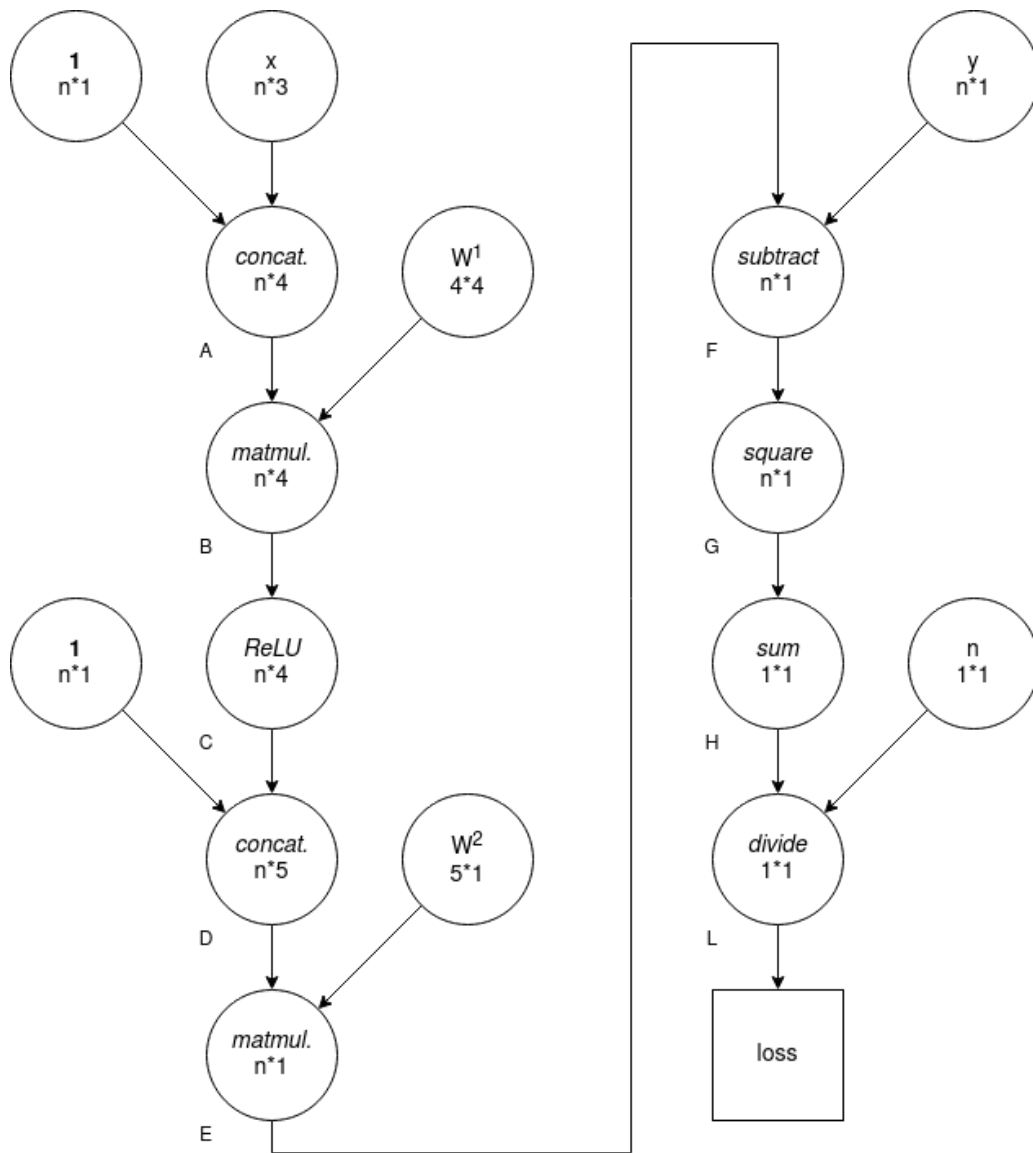 1
n*1
x
n*3
concat.
n*4
A
W1
4*4
matmul.
n*4
B
ReLU
n*4
C
1
n*1
concat.
n*5
D
W2
5*1
matmul.
n*1
E
y
n*1
subtract
n*1
F
square
n*1
G
sum
1*1
H
n
1*1
divide
1*1
L
loss